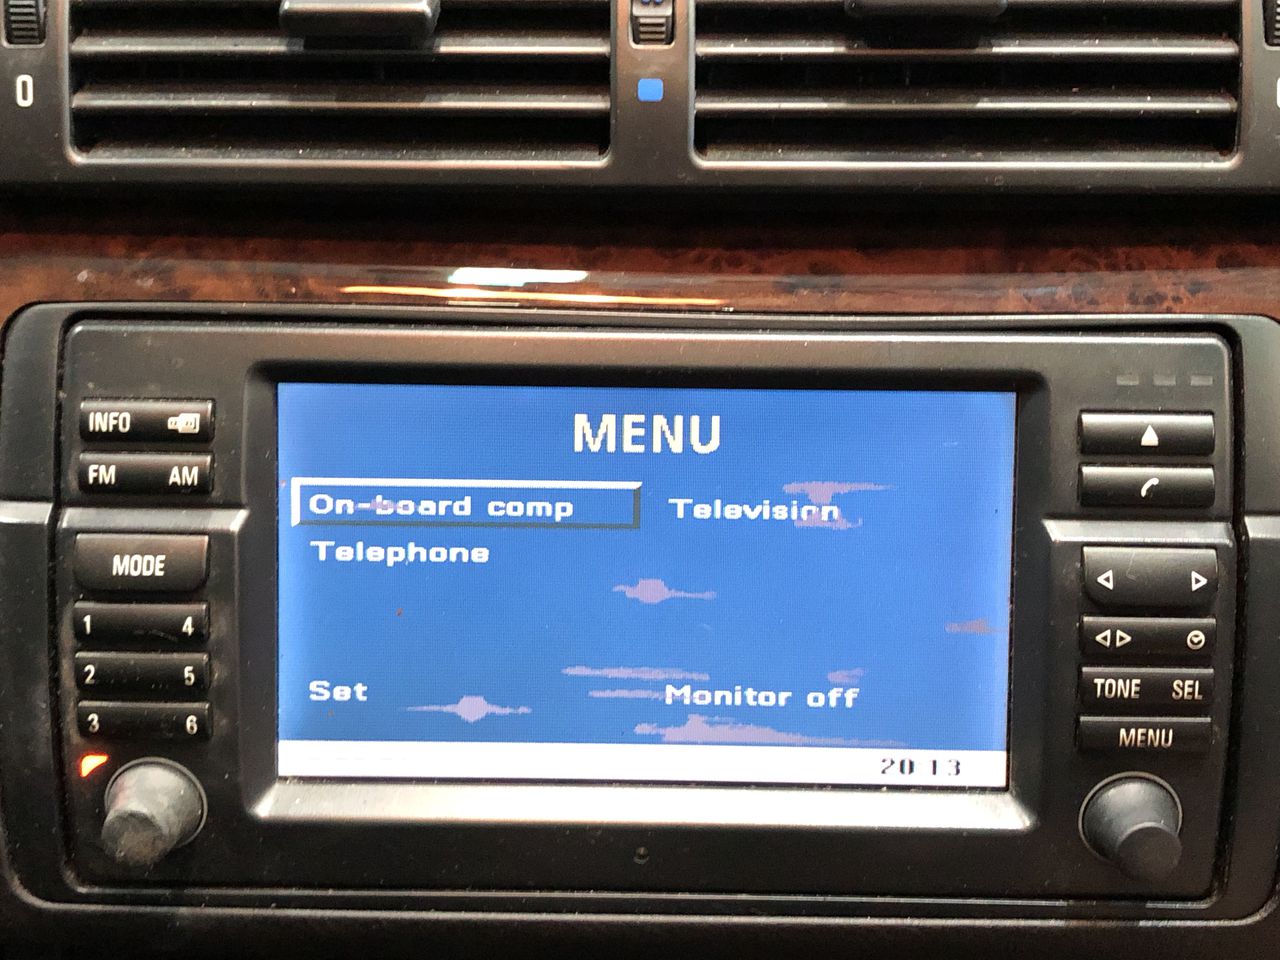 0
INFO
FM AM
MODE
1 4
2 5
3 6
MENU
On-board comp Television
Telephone
Set Monitor off
20 13
TONE SEL
MENU